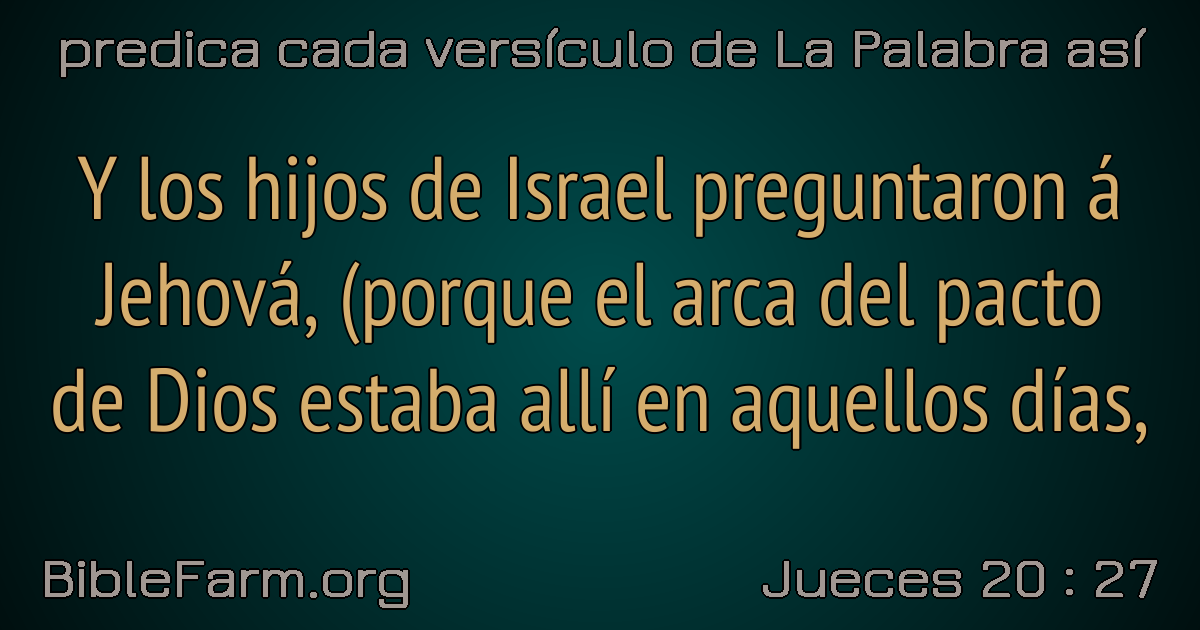 predica cada versículo de La Palabra así
Y los hijos de Israel preguntaron á
Jehová, (porque el arca del pacto
de Dios estaba allí en aquellos días,
BibleFarm.org
Jueces 20 : 27